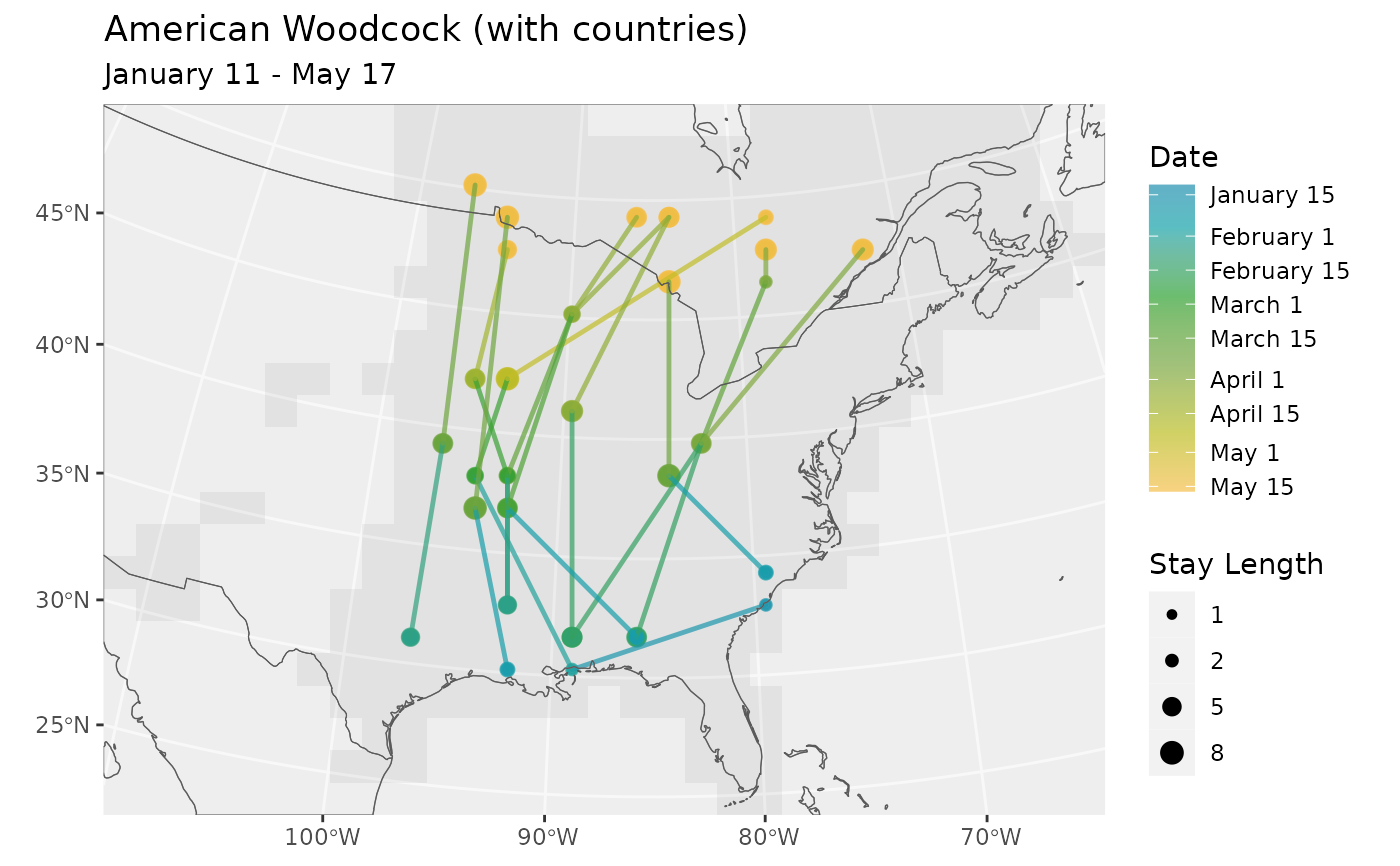 American Woodcock (with countries)
January 11 - May 17
45°N
40°N
35°N
30°N
25°N
100°W
90°W
80°W
70°W
Date
January 15
February 1
February 15
March 1
March 15
April 1
April 15
May 1
May 15
Stay Length
1
2
5
8